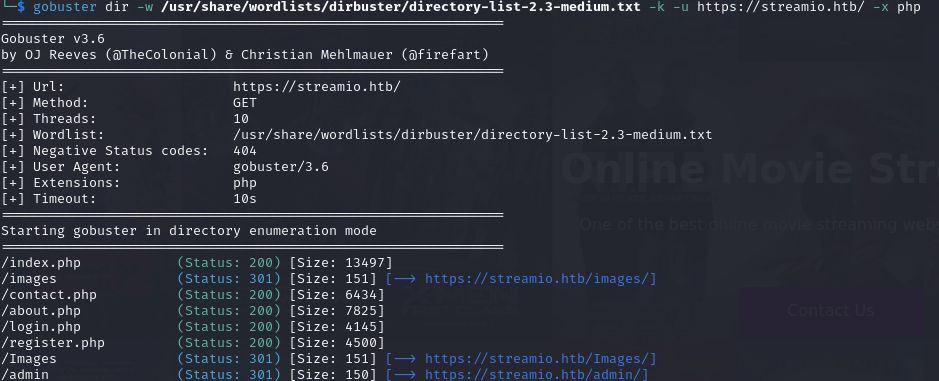 └─$ gobuster dir -w /usr/share/wordlists/dirbuster/directory-list-2.3-medium.txt -k -u https://streamio.htb/ -x php
===============================================================
Gobuster v3.6
by OJ Reeves (@TheColonial) & Christian Mehlmauer (@firefart)
===============================================================
[+] Url:                     https://streamio.htb/
[+] Method:                  GET
[+] Threads:                 10
[+] Wordlist:                /usr/share/wordlists/dirbuster/directory-list-2.3-medium.txt
[+] Negative Status codes:   404
[+] User Agent:              gobuster/3.6
[+] Extensions:              php
[+] Timeout:                 10s
===============================================================
Starting gobuster in directory enumeration mode
===============================================================
/index.php            (Status: 200) [Size: 13497]
/images               (Status: 301) [Size: 151] [--> https://streamio.htb/images/]
/contact.php          (Status: 200) [Size: 6434]
/about.php            (Status: 200) [Size: 7825]
/login.php            (Status: 200) [Size: 4145]
/register.php         (Status: 200) [Size: 4500]
/Images               (Status: 301) [Size: 151] [--> https://streamio.htb/Images/]
/admin                (Status: 301) [Size: 150] [--> https://streamio.htb/admin/]
Online Movie Str
One of the best online movie streaming webs
Contact Us